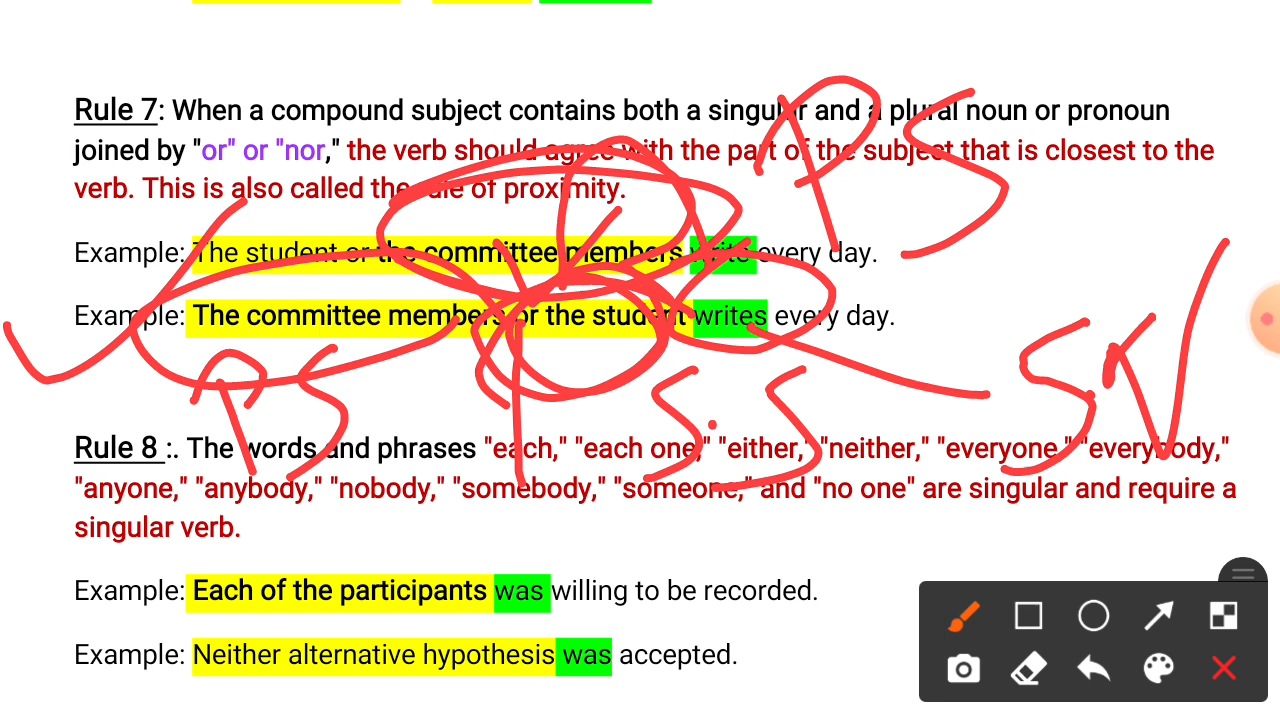 Rule 7: When a compound subject contains both a singular and a plural noun or pronoun
joined by "or" or "nor," the verb should agree with the part of the subject that is closest to the
verb. This is also called the rule of proximity.
Example: The student or the committee members write every day.
Example: The committee members or the student writes every day.
PS
PS
S.S
S.V
Rule 8 :. The words and phrases "each," "each one," "either," "neither," "everyone," "everybody,"
"anyone," "anybody," "nobody," "somebody," "someone," and "no one" are singular and require a
singular verb.
Example: Each of the participants was willing to be recorded.
Example: Neither alternative hypothesis was accepted.